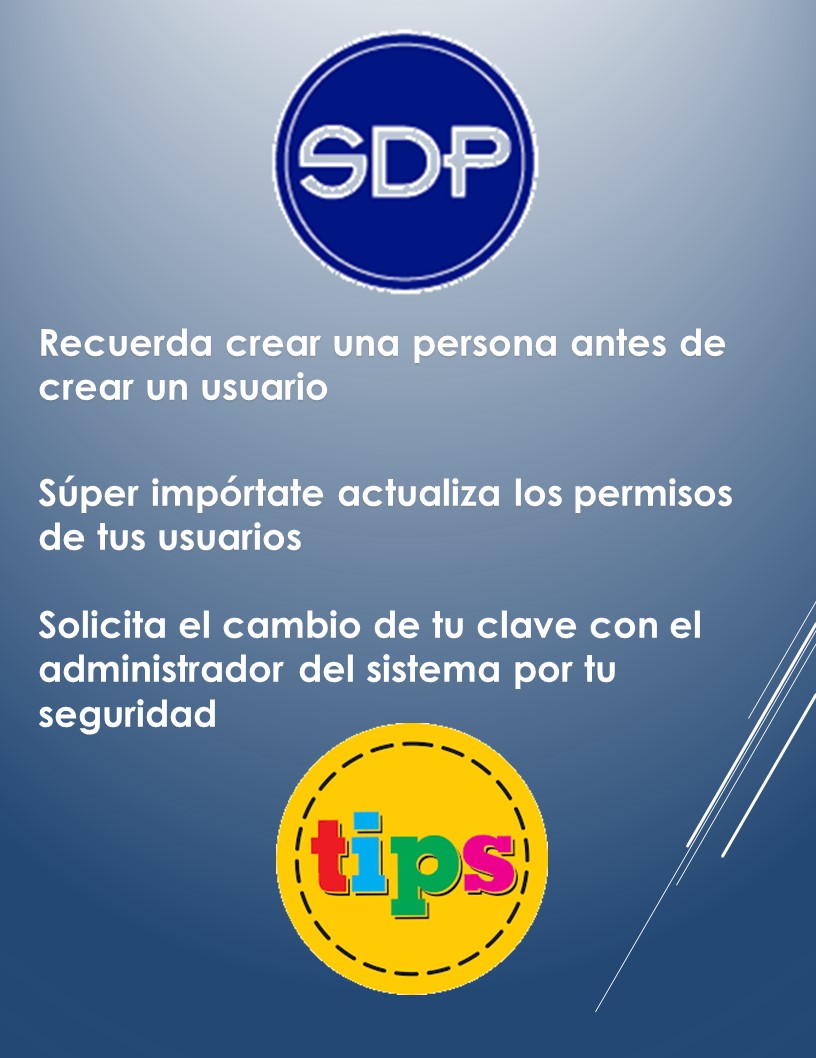 SDP
Recuerda crear una persona antes de
crear un usuario
Súper impórtate actualiza los permisos
de tus usuarios
Solicita el cambio de tu clave con el
administrador del sistema por tu
seguridad
tips